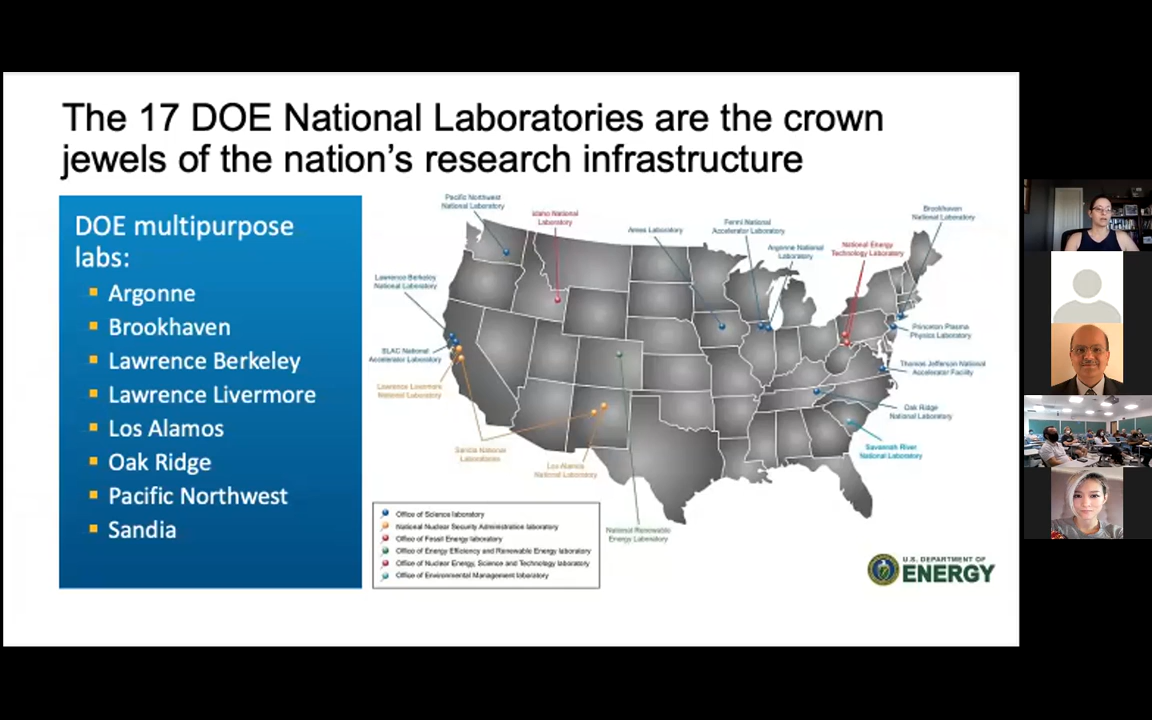 The 17 DOE National Laboratories are the crown
jewels of the nation's research infrastructure
DOE multipurpose
labs:
Argonne
Brookhaven
Lawrence Berkeley
Lawrence Livermore
Los Alamos
Oak Ridge
Pacific Northwest
Sandia
Pacific Northwest
National Laboratory
Idaho National
Laboratory
Ames Laboratory
Fermi National
Accelerator Laboratory
Argonne National
Laboratory
National Energy
Technology Laboratory
Brookhaven
National Laboratory
Lawrence Berkeley
National Laboratory
SLAC National
Accelerator Laboratory
Lawrence Livermore
National Laboratory
Sandia National
Laboratories
Los Alamos
National Laboratory
National Renewable
Energy Laboratory
Princeton Plasma
Physics Laboratory
Thomas Jefferson National
Accelerator Facility
Oak Ridge
National Laboratory
Savannah River
National Laboratory
Office of Science laboratory
National Nuclear Security Administration laboratory
Office of Fossil Energy laboratory
Office of Energy Efficiency and Renewable Energy laboratory
Office of Nuclear Energy, Science and Technology laboratory
Office of Environmental Management laboratory
U.S. DEPARTMENT OF
ENERGY